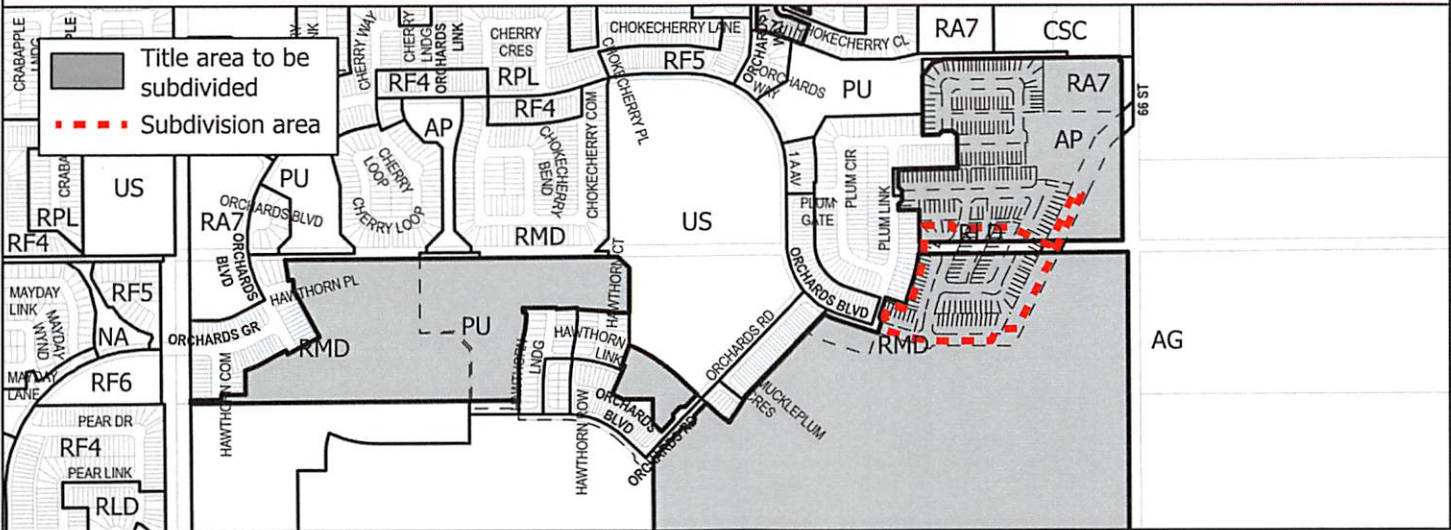 CRABAPPLE
LNDG
CHERRY WAY
CHERRY
LNDG
ORCHARDS
LINK
CHERRY
CRES
CHOKECHERRY LANE
CHOKECHERRY CL
RA7
CSC
Title area to be
subdivided
Subdivision area
RF4
RPL
RF5
ORCHARDS
WAY
PU
RA7
66 ST
AP
RF4
AP
CHOKECHERRY PL
CHOKECHERRY COM
CHOKECHERRY
BEND
CHERRY
LOOP
CHERRY LOOP
US
PU
ORCHARDS BLVD
RA7
RPL
RF4
RMD
US
1A AV
PLUM
GATE
PLUM CIR
PLUM LINK
ORCHARDS
BLVD
HAWTHORN CT
ORCHARDS BLVD
MAYDAY
LINK
MAYDAY
WYND
RF5
NA
HAWTHORN PL
ORCHARDS GR
RMD
PU
HAWTHORN
LNDG
HAWTHORN
LINK
ORCHARDS RD
RMD
AG
MAYDAY
LANE
RF6
HAWTHORN COM
HAWTHORN ROW
ORCHARDS
BLVD
ORCHARDS RD
MUCKLEPLUM
CRES
PEAR DR
RF4
PEAR LINK
RLD